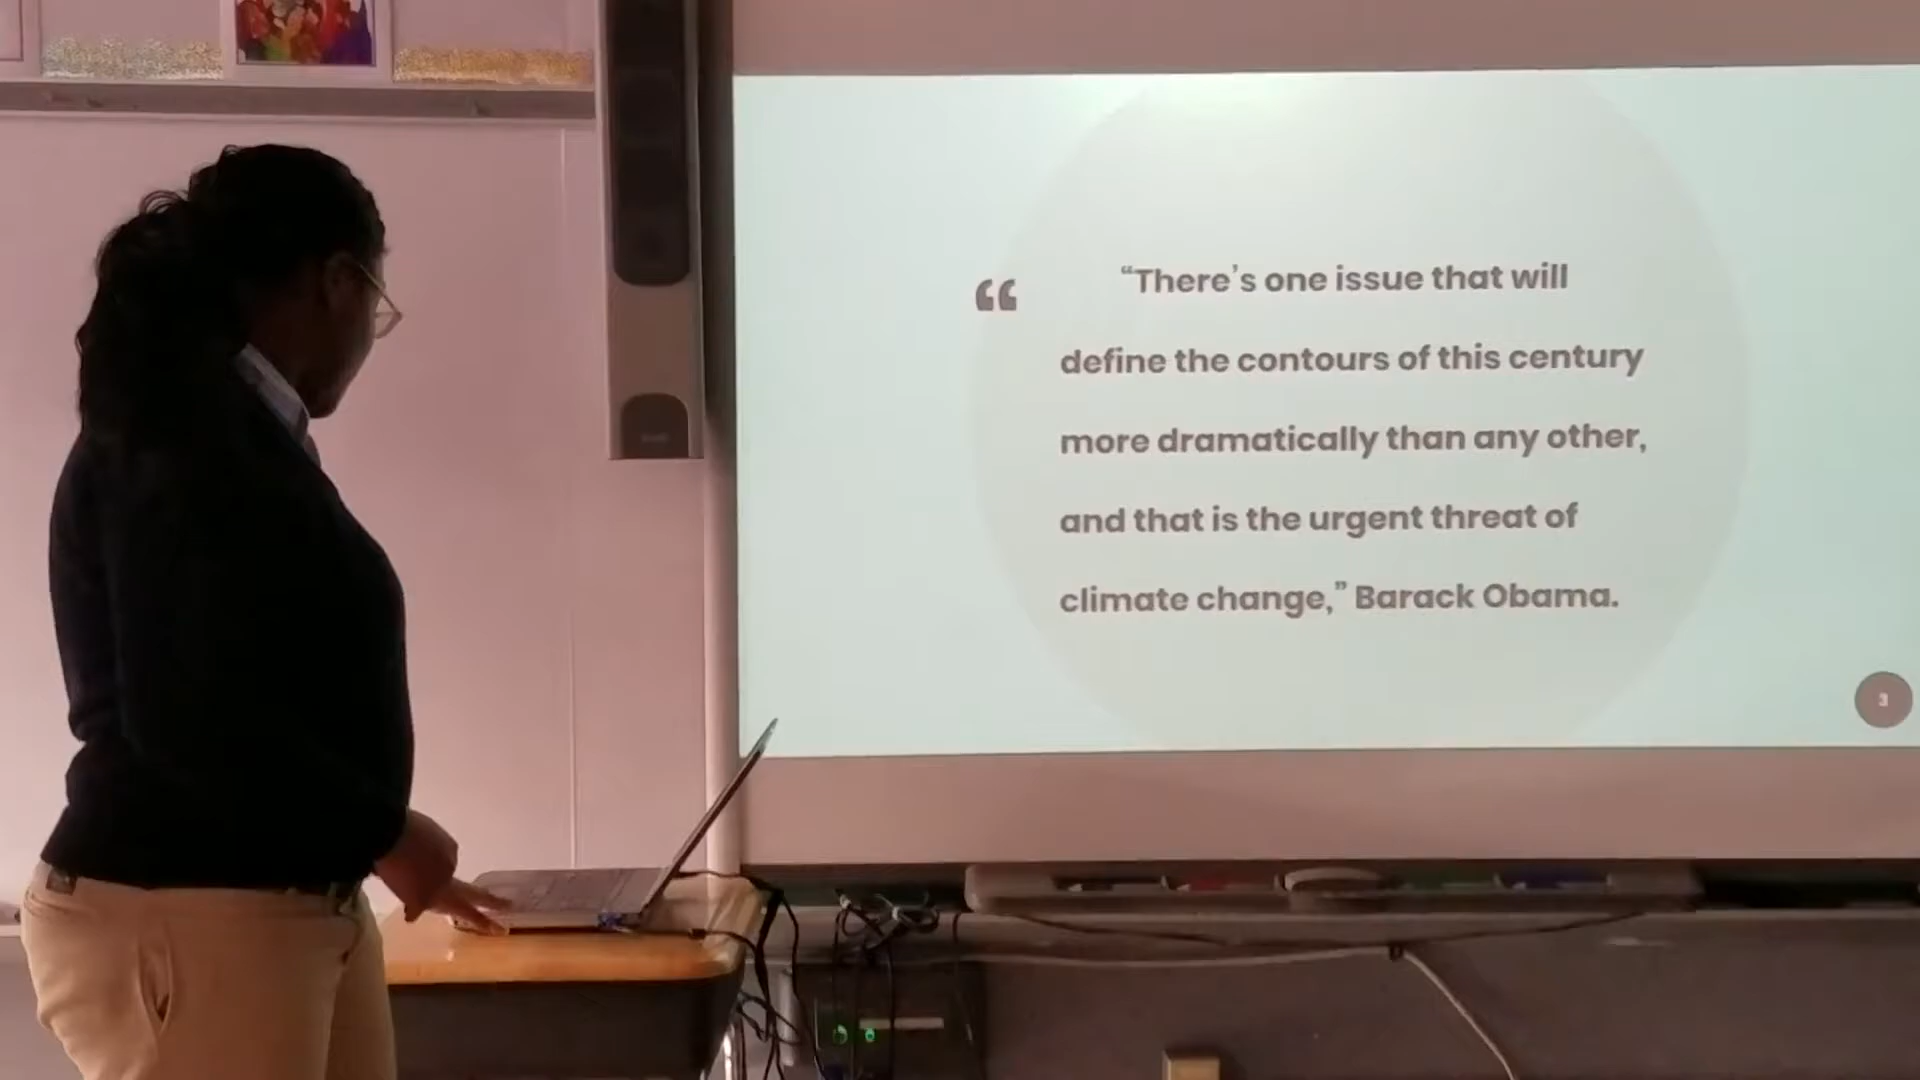 “
“There’s one issue that will
define the contours of this century
more dramatically than any other,
and that is the urgent threat of
climate change,” Barack Obama.
3